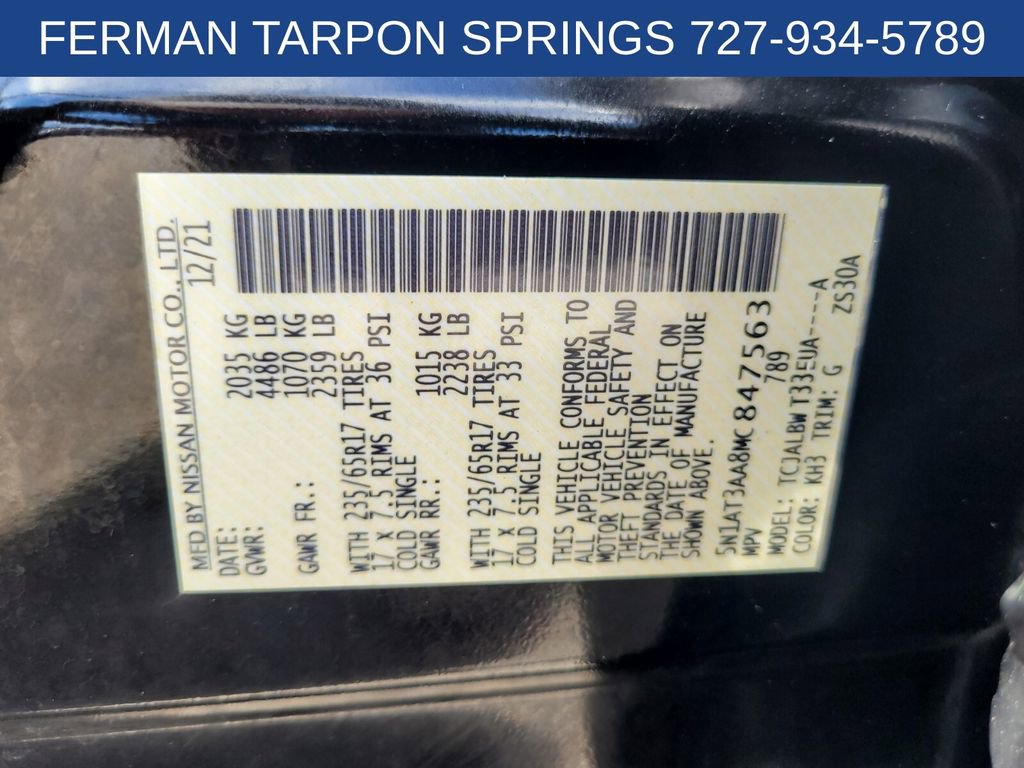 FERMAN TARPON SPRINGS 727-934-5789
MFD BY NISSAN MOTOR CO., LTD.
DATE: 12/21
GVWR: 2035 KG
4486 LB
GAWR FR.: 1070 KG
2359 LB
WITH 235/65R17 TIRES
17 X 7.5 RIMS AT 36 PSI
COLD SINGLE
GAWR RR.: 1015 KG
2238 LB
WITH 235/65R17 TIRES
17 X 7.5 RIMS AT 33 PSI
COLD SINGLE
THIS VEHICLE CONFORMS TO
ALL APPLICABLE FEDERAL
MOTOR VEHICLE SAFETY AND
THEFT PREVENTION
STANDARDS IN EFFECT ON
THE DATE OF MANUFACTURE
SHOWN ABOVE.
5N1AT3AA8MC847563
MPV 789
MODEL: TCJALBWT33EUA----A
COLOR: KH3 TRIM: G ZS30A